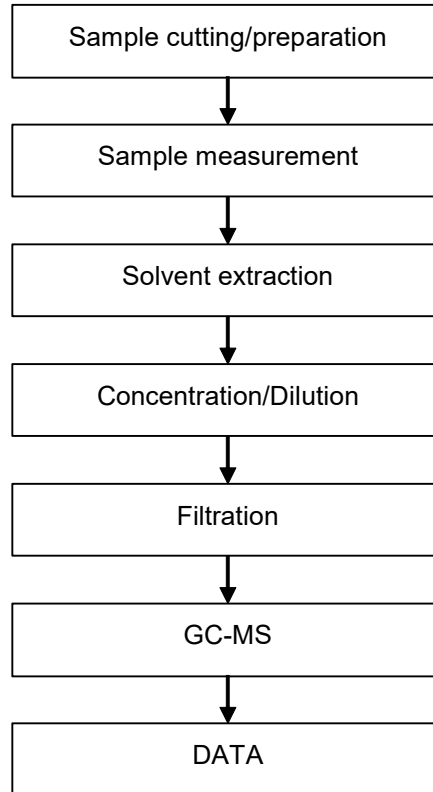 Sample cutting/preparation
Sample measurement
Solvent extraction
Concentration/Dilution
Filtration
GC-MS
DATA